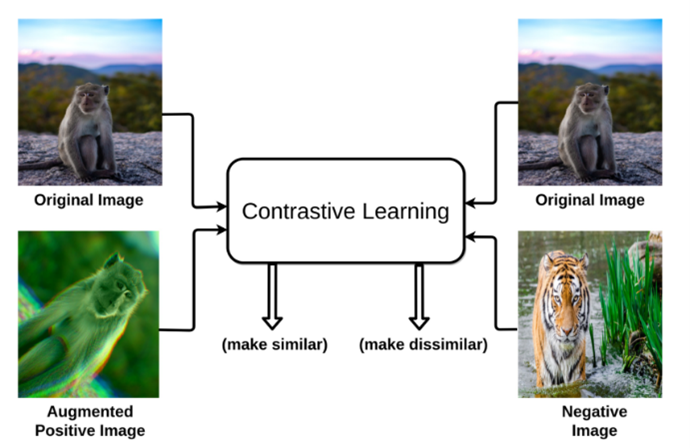 Original Image
Original Image
Contrastive Learning
(make similar)
(make dissimilar)
Augmented
Positive Image
Negative
Image